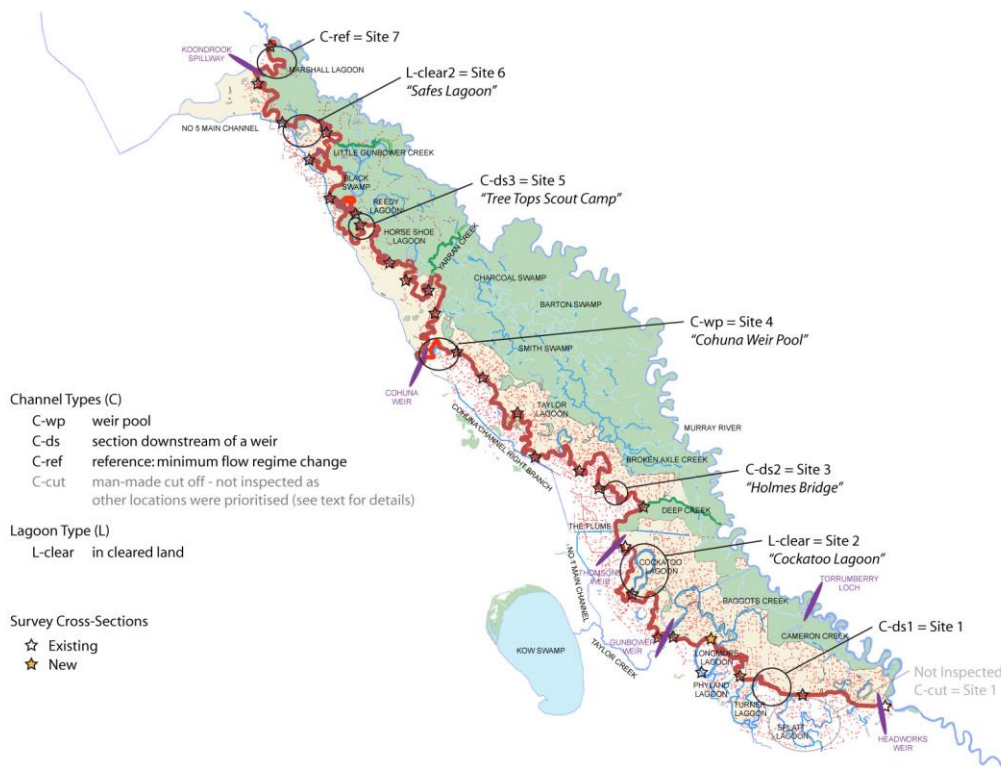 C-ref = Site 7
KOONDROOK
SPILLWAY
MARSHALL LAGOON
L-clear2 = Site 6
"Safes Lagoon"
NO 5 MAIN CHANNEL
LITTLE GUNBOWER CREEK
BLACK
SWAMP
C-ds3 = Site 5
"Tree Tops Scout Camp"
REEDY
LAGOON
HORSE SHOE
LAGOON
YARRAN CREEK
CHARCOAL SWAMP
BARTON SWAMP
C-wp = Site 4
"Cohuna Weir Pool"
SMITH SWAMP
COHUNA
WEIR
Channel Types (C)
C-wp weir pool
C-ds section downstream of a weir
C-ref reference: minimum flow regime change
C-cut man-made cut off - not inspected as
other locations were prioritised (see text for details)
Lagoon Type (L)
L-clear in cleared land
Survey Cross-Sections
Existing
New
TAYLOR
LAGOON
COHUNA CHANNEL RIGHT BRANCH
MURRAY RIVER
BROKEN AXLE CREEK
C-ds2 = Site 3
"Holmes Bridge"
DEEP CREEK
THE PLUME
L-clear = Site 2
"Cockatoo Lagoon"
COCKATOO
LAGOON
THOMSONS
WEIR
NO 1 MAIN CHANNEL
TORRUMBERRY
LOCH
BAGGOTS CREEK
CAMERON CREEK
C-ds1 = Site 1
GUNBOWER
WEIR
TAYLOR CREEK
KOW SWAMP
LONGMORE
LAGOON
PHYLAND
LAGOON
TURNER
LAGOON
SPLATT
LAGOON
Not Inspected
C-cut = Site 1
HEADWORKS
WEIR